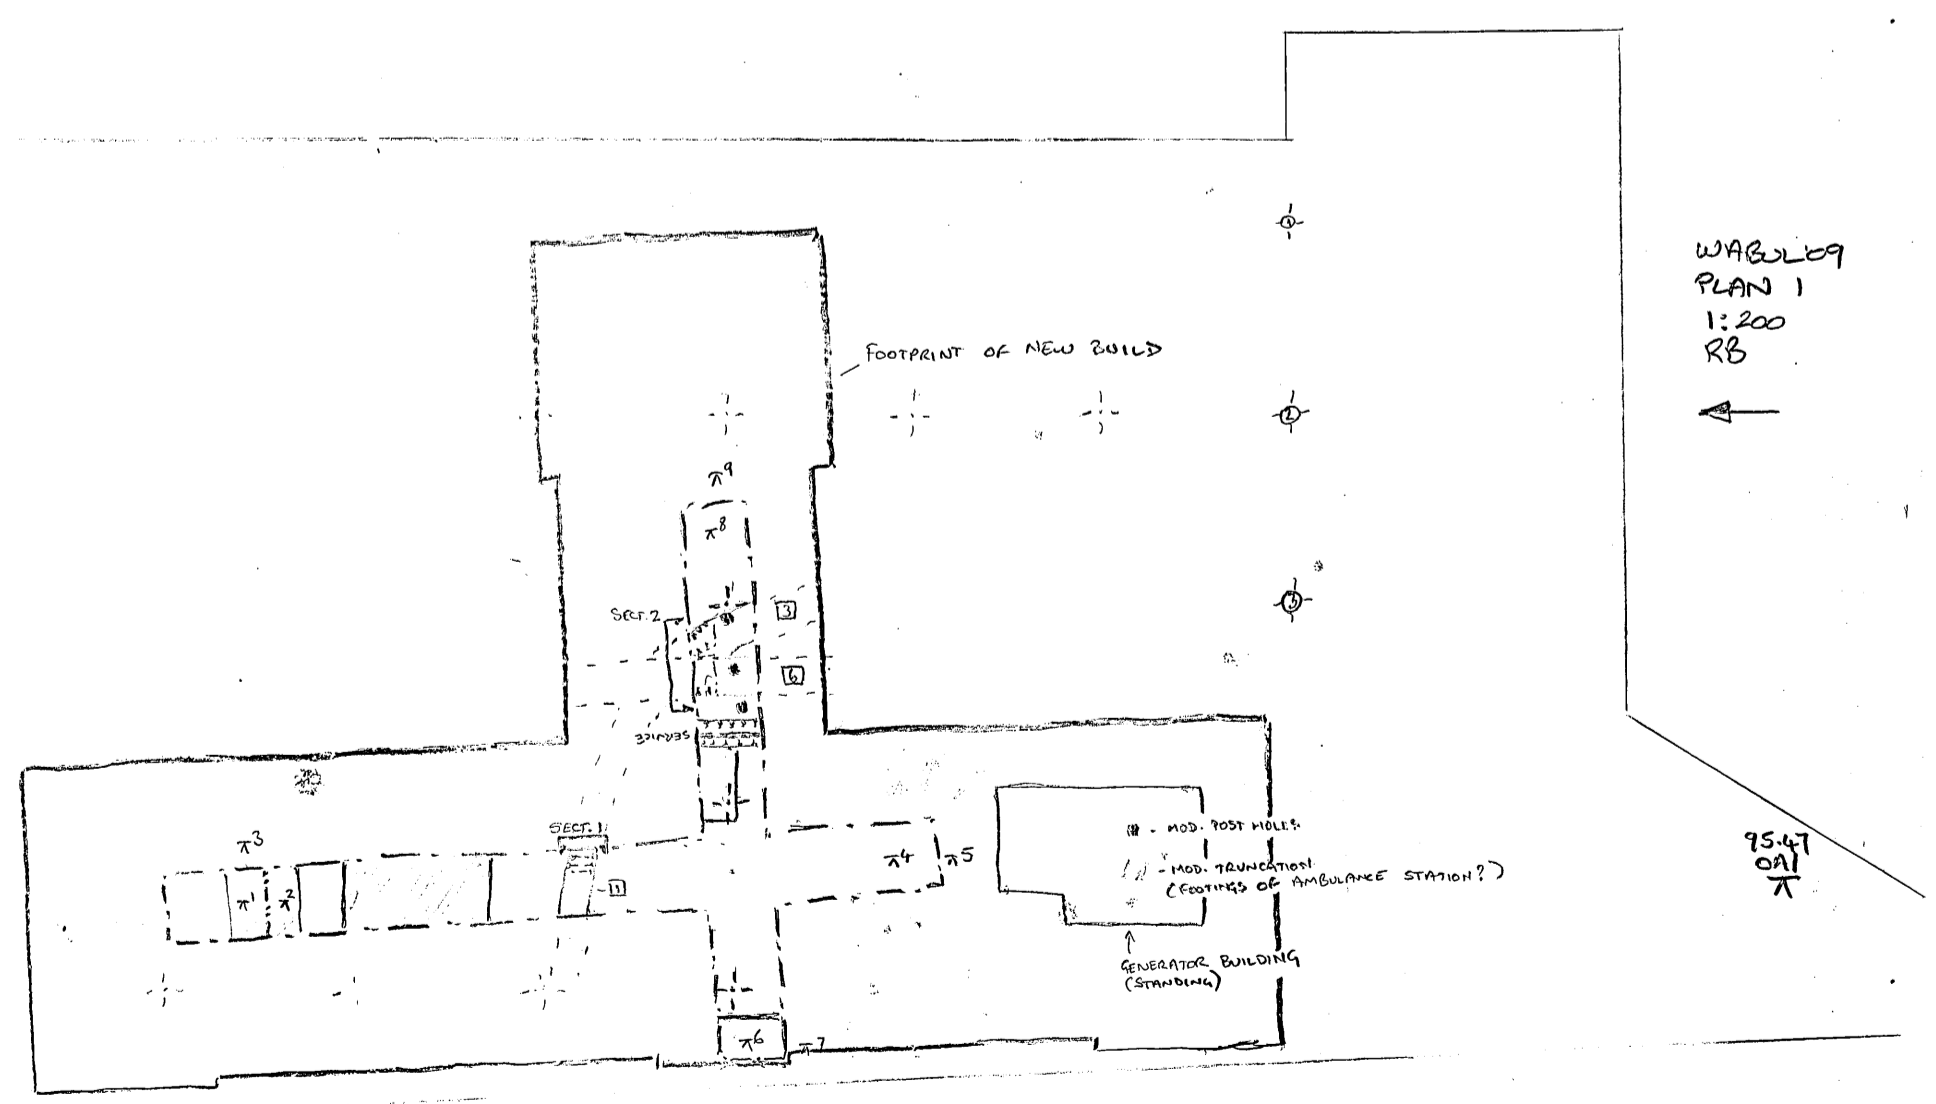 ①
WABUL'09
PLAN 1
1:200
RB
FOOTPRINT OF NEW BUILD
②
π9
π8
SECT. 2
3
③
6
SERVICE
SECT. 1
π3
π1
π2
1
π4
π5
- MOD. POST HOLES
- MOD. TRUNCATION
(FOOTINGS OF AMBULANCE STATION?)
95.47
OA1
π
GENERATOR BUILDING
(STANDING)
π6
π7